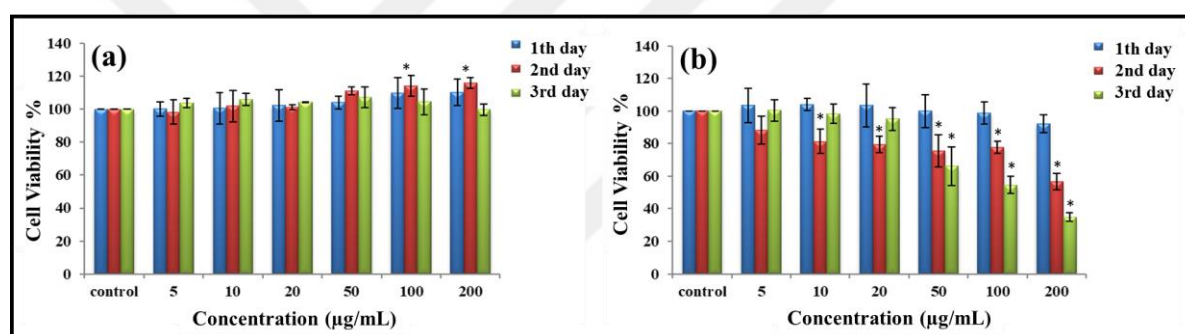 (a)
Cell Viability %
140
120
100
80
60
40
20
0
control 5 10 20 50 100 200
Concentration (µg/mL)
* *
1th day
2nd day
3rd day
(b)
Cell Viability %
140
120
100
80
60
40
20
0
control 5 10 20 50 100 200
Concentration (µg/mL)
* * * * * * * *
1th day
2nd day
3rd day